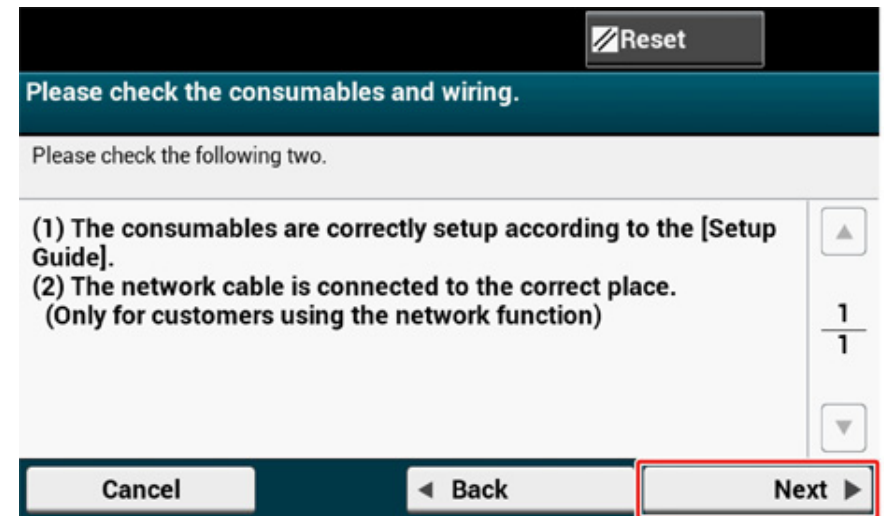 Reset
Please check the consumables and wiring.
Please check the following two.
(1) The consumables are correctly setup according to the [Setup
Guide].
(2) The network cable is connected to the correct place.
(Only for customers using the network function)
1
1
Cancel
Back
Next